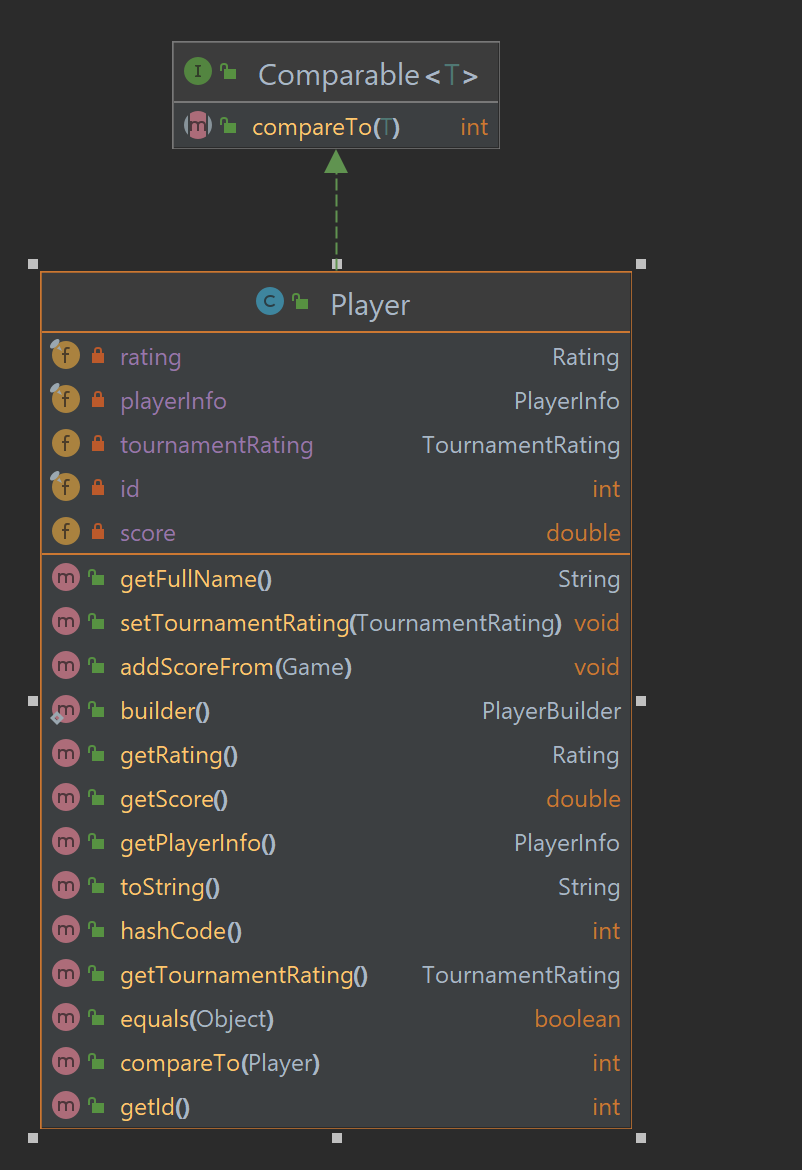 I Comparable<T>
m compareTo(T) int
C Player
f rating Rating
f playerInfo PlayerInfo
f tournamentRating TournamentRating
f id int
f score double
m getFullName() String
m setTournamentRating(TournamentRating) void
m addScoreFrom(Game) void
m builder() PlayerBuilder
m getRating() Rating
m getScore() double
m getPlayerInfo() PlayerInfo
m toString() String
m hashCode() int
m getTournamentRating() TournamentRating
m equals(Object) boolean
m compareTo(Player) int
m getId() int